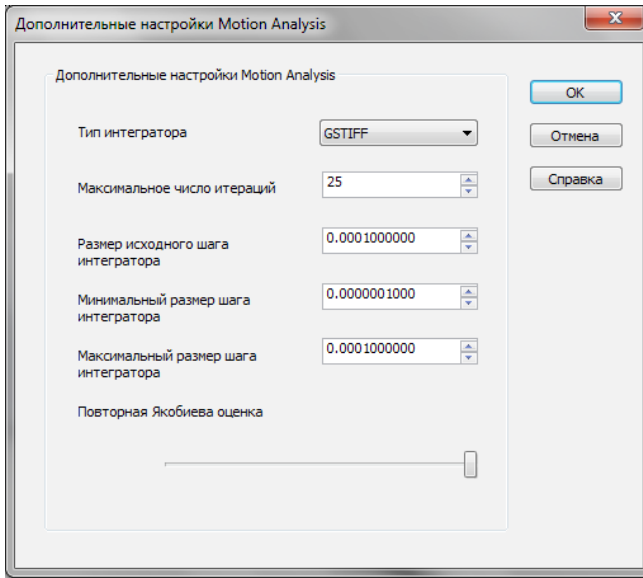 Дополнительные настройки Motion Analysis
Дополнительные настройки Motion Analysis
OK
Тип интегратора
GSTIFF
Отмена
Максимальное число итераций
25
Справка
Размер исходного шага
интегратора
0.0001000000
Минимальный размер шага
интегратора
0.0000001000
Максимальный размер шага
интегратора
0.0001000000
Повторная Якобиева оценка